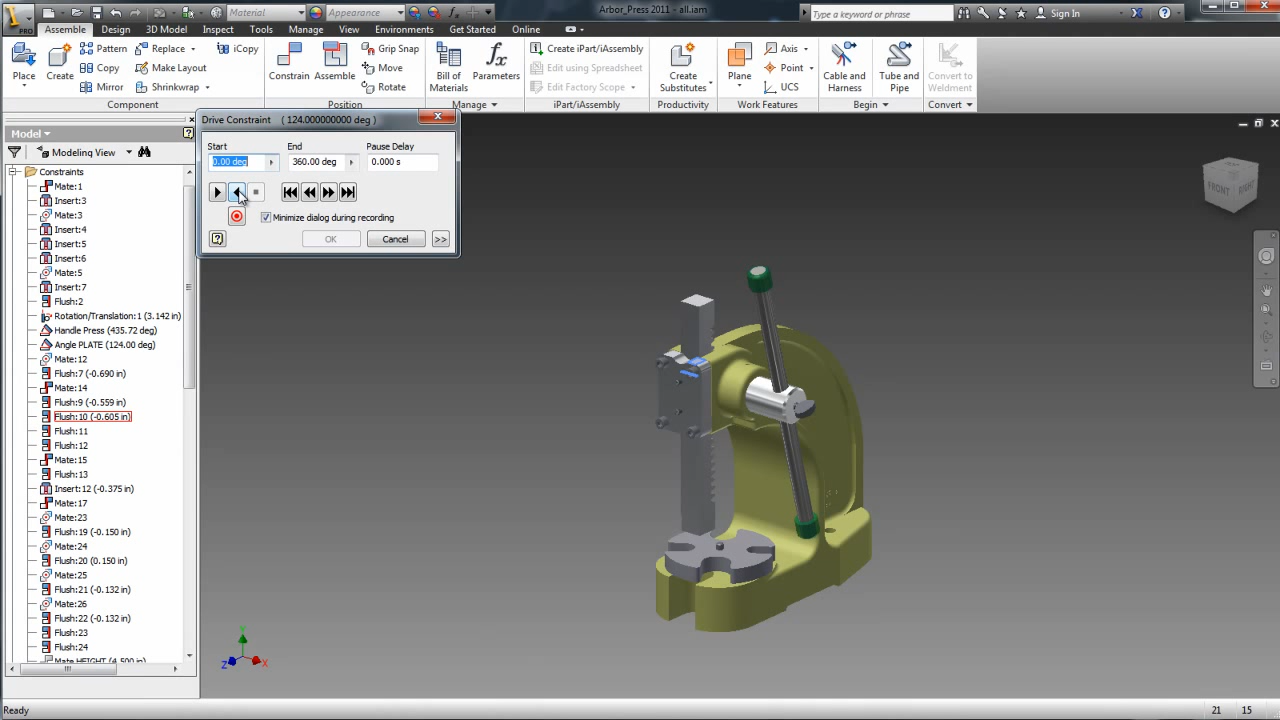 Material
Appearance
Arbor_Press 2011 - all.iam
Type a keyword or phrase
Sign In
PRO
Assemble Design 3D Model Inspect Tools Manage View Environments Get Started Online
Place
Create
Pattern
Copy
Mirror
Replace
Make Layout
Shrinkwrap
iCopy
Component
Constrain
Assemble
Grip Snap
Move
Rotate
Position
Bill of Materials
Parameters
Manage
Create iPart/iAssembly
Edit using Spreadsheet
Edit Factory Scope
iPart/iAssembly
Create Substitutes
Productivity
Plane
Axis
Point
UCS
Work Features
Cable and Harness
Tube and Pipe
Begin
Convert to Weldment
Convert
Model
Modeling View
Constraints
Mate:1
Insert:3
Mate:3
Insert:4
Insert:5
Insert:6
Mate:5
Insert:7
Flush:2
Rotation/Translation:1 (3.142 in)
Handle Press (435.72 deg)
Angle PLATE (124.00 deg)
Mate:12
Flush:7 (-0.690 in)
Mate:14
Flush:9 (-0.559 in)
Flush:10 (-0.605 in)
Flush:11
Flush:12
Mate:15
Flush:13
Insert:12 (-0.375 in)
Mate:17
Mate:23
Flush:19 (-0.150 in)
Mate:24
Flush:20 (0.150 in)
Mate:25
Flush:21 (-0.132 in)
Mate:26
Flush:22 (-0.132 in)
Flush:23
Flush:24
Mate HEIGHT (4.500 in)
Drive Constraint ( 124.000000000 deg )
Start End Pause Delay
0.00 deg 360.00 deg 0.000 s
Minimize dialog during recording
OK Cancel >>
FRONT RIGHT
Y
Z X
Ready 21 15